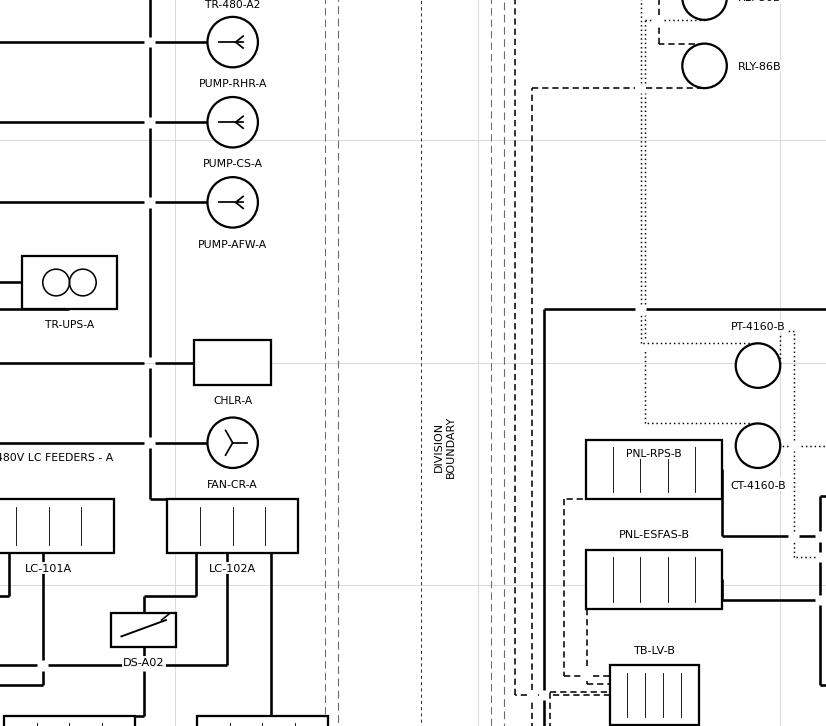 TR-480-A2
PUMP-RHR-A
RLY-86B
PUMP-CS-A
PUMP-AFW-A
TR-UPS-A
PT-4160-B
CHLR-A
DIVISION
BOUNDARY
480V LC FEEDERS - A
PNL-RPS-B
FAN-CR-A
CT-4160-B
PNL-ESFAS-B
LC-101A
LC-102A
TB-LV-B
DS-A02